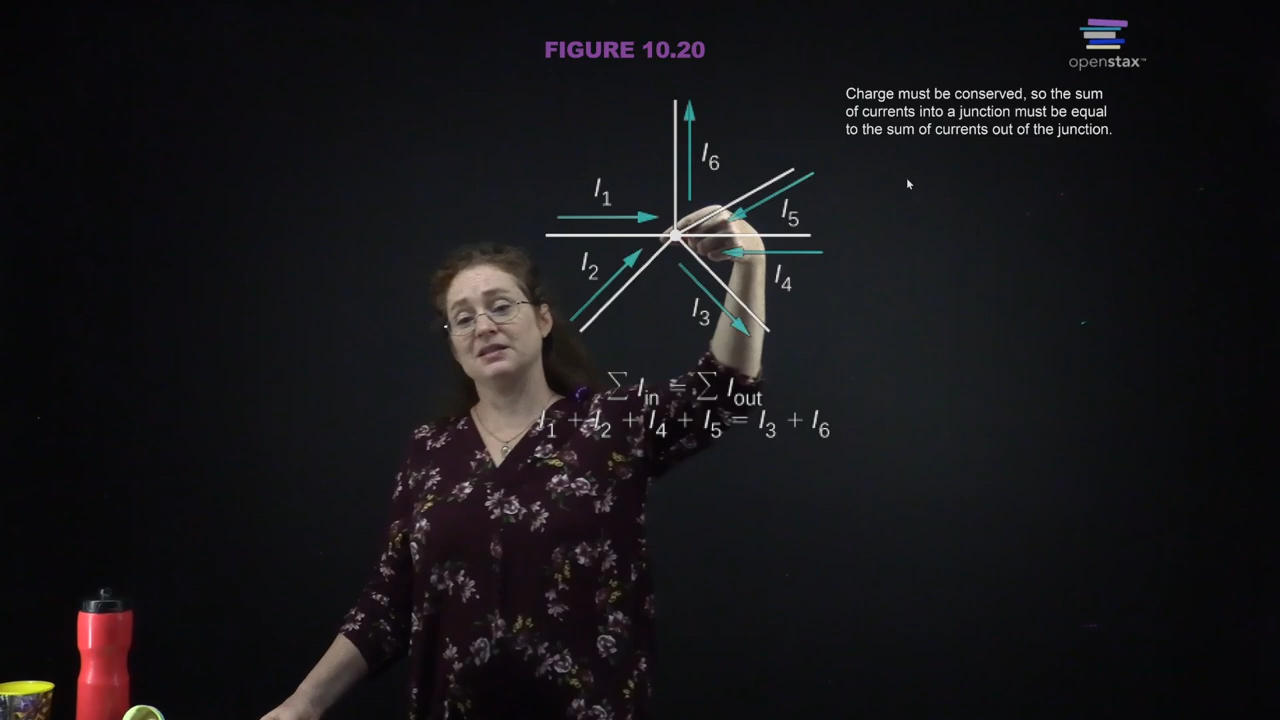 FIGURE 10.20
openstax™
Charge must be conserved, so the sum
of currents into a junction must be equal
to the sum of currents out of the junction.
I6
I1
I5
I2
I4
I3
∑ Iin = ∑ Iout
I1 + I2 + I4 + I5 = I3 + I6